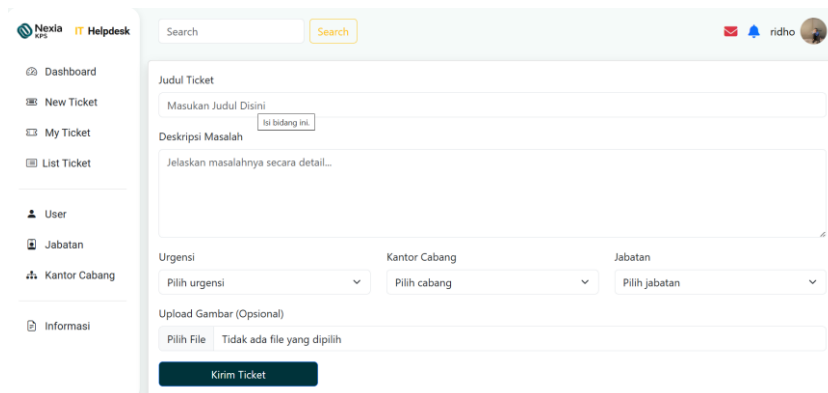 Nexia KPS IT Helpdesk
Search
Search
ridho
Dashboard
New Ticket
My Ticket
List Ticket
User
Jabatan
Kantor Cabang
Informasi
Judul Ticket
Masukan Judul Disini
Isi bidang ini.
Deskripsi Masalah
Jelaskan masalahnya secara detail...
Urgensi
Pilih urgensi
Kantor Cabang
Pilih cabang
Jabatan
Pilih jabatan
Upload Gambar (Opsional)
Pilih File Tidak ada file yang dipilih
Kirim Ticket